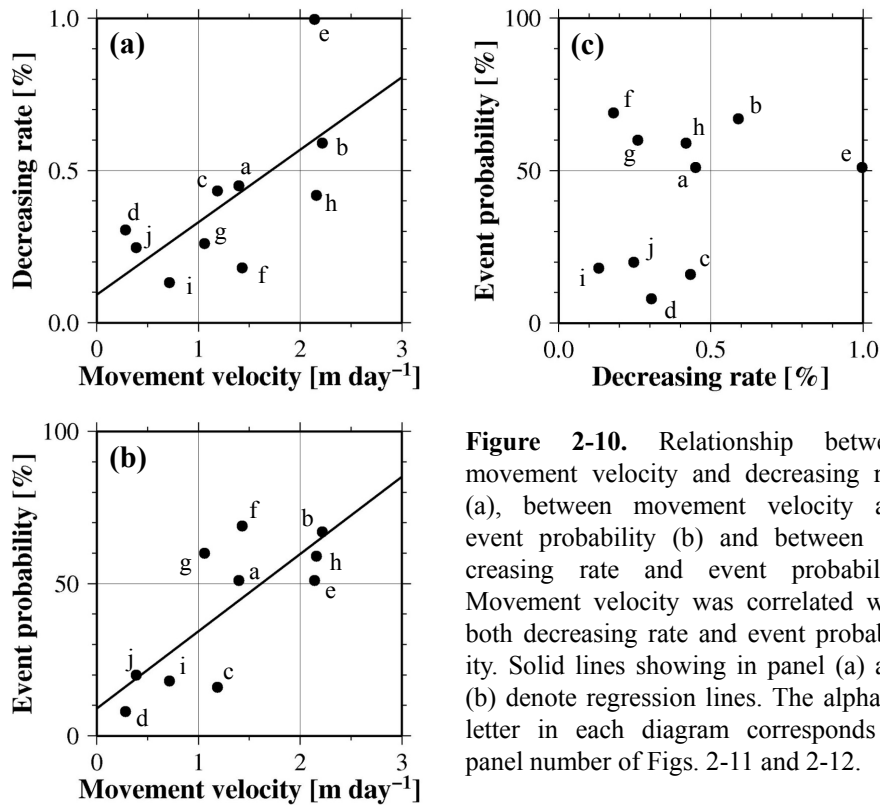 (a)
1.0
0.5
0.0
Decreasing rate [%]
e
b
a
c
h
d
j
g
f
i
0 1 2 3
Movement velocity [m day⁻¹]
(c)
100
50
0
Event probability [%]
f
b
h
g
e
a
j
c
i
d
0.0 0.5 1.0
Decreasing rate [%]
(b)
100
50
0
Event probability [%]
f
b
g
h
a
e
j
i
c
d
0 1 2 3
Movement velocity [m day⁻¹]
Figure 2-10. Relationship betwe
movement velocity and decreasing r
(a), between movement velocity a
event probability (b) and between
creasing rate and event probabil
Movement velocity was correlated w
both decreasing rate and event probab
ity. Solid lines showing in panel (a) a
(b) denote regression lines. The alpha
letter in each diagram corresponds
panel number of Figs. 2-11 and 2-12.